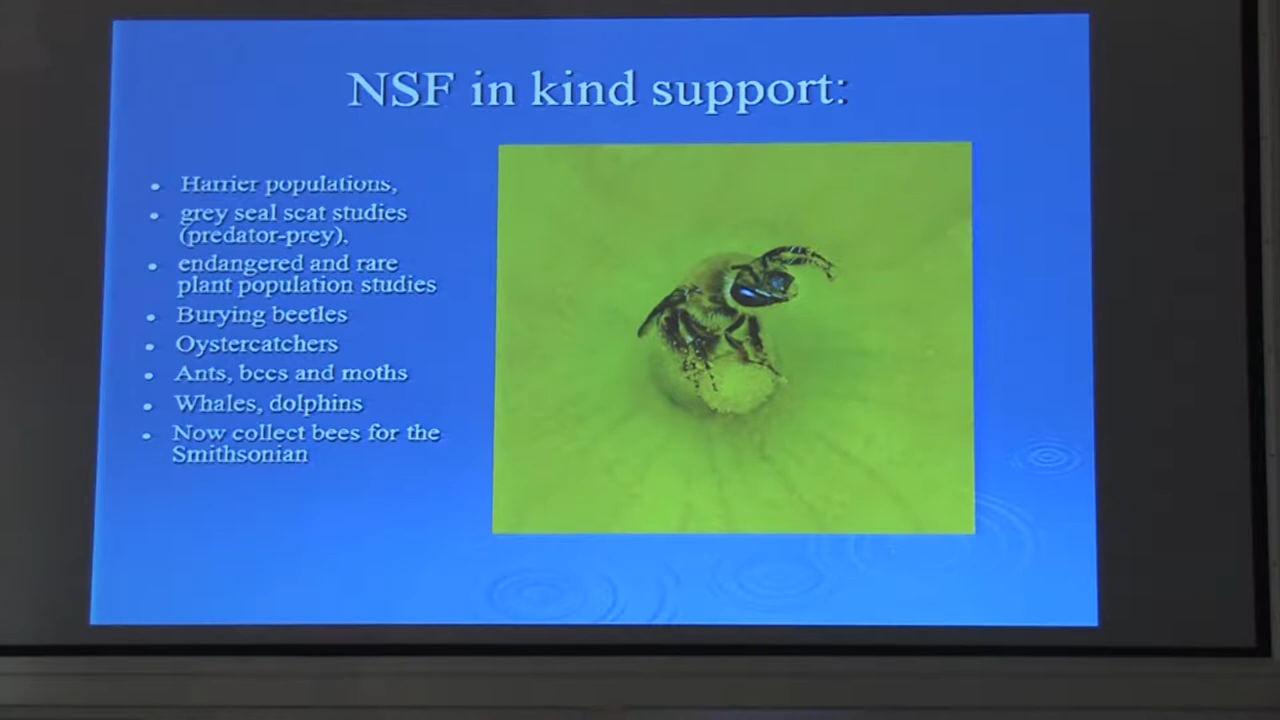 NSF in kind support:
• Harrier populations,
• grey seal scat studies
(predator-prey),
• endangered and rare
plant population studies
• Burying beetles
• Oystercatchers
• Ants, bees and moths
• Whales, dolphins
• Now collect bees for the
Smithsonian